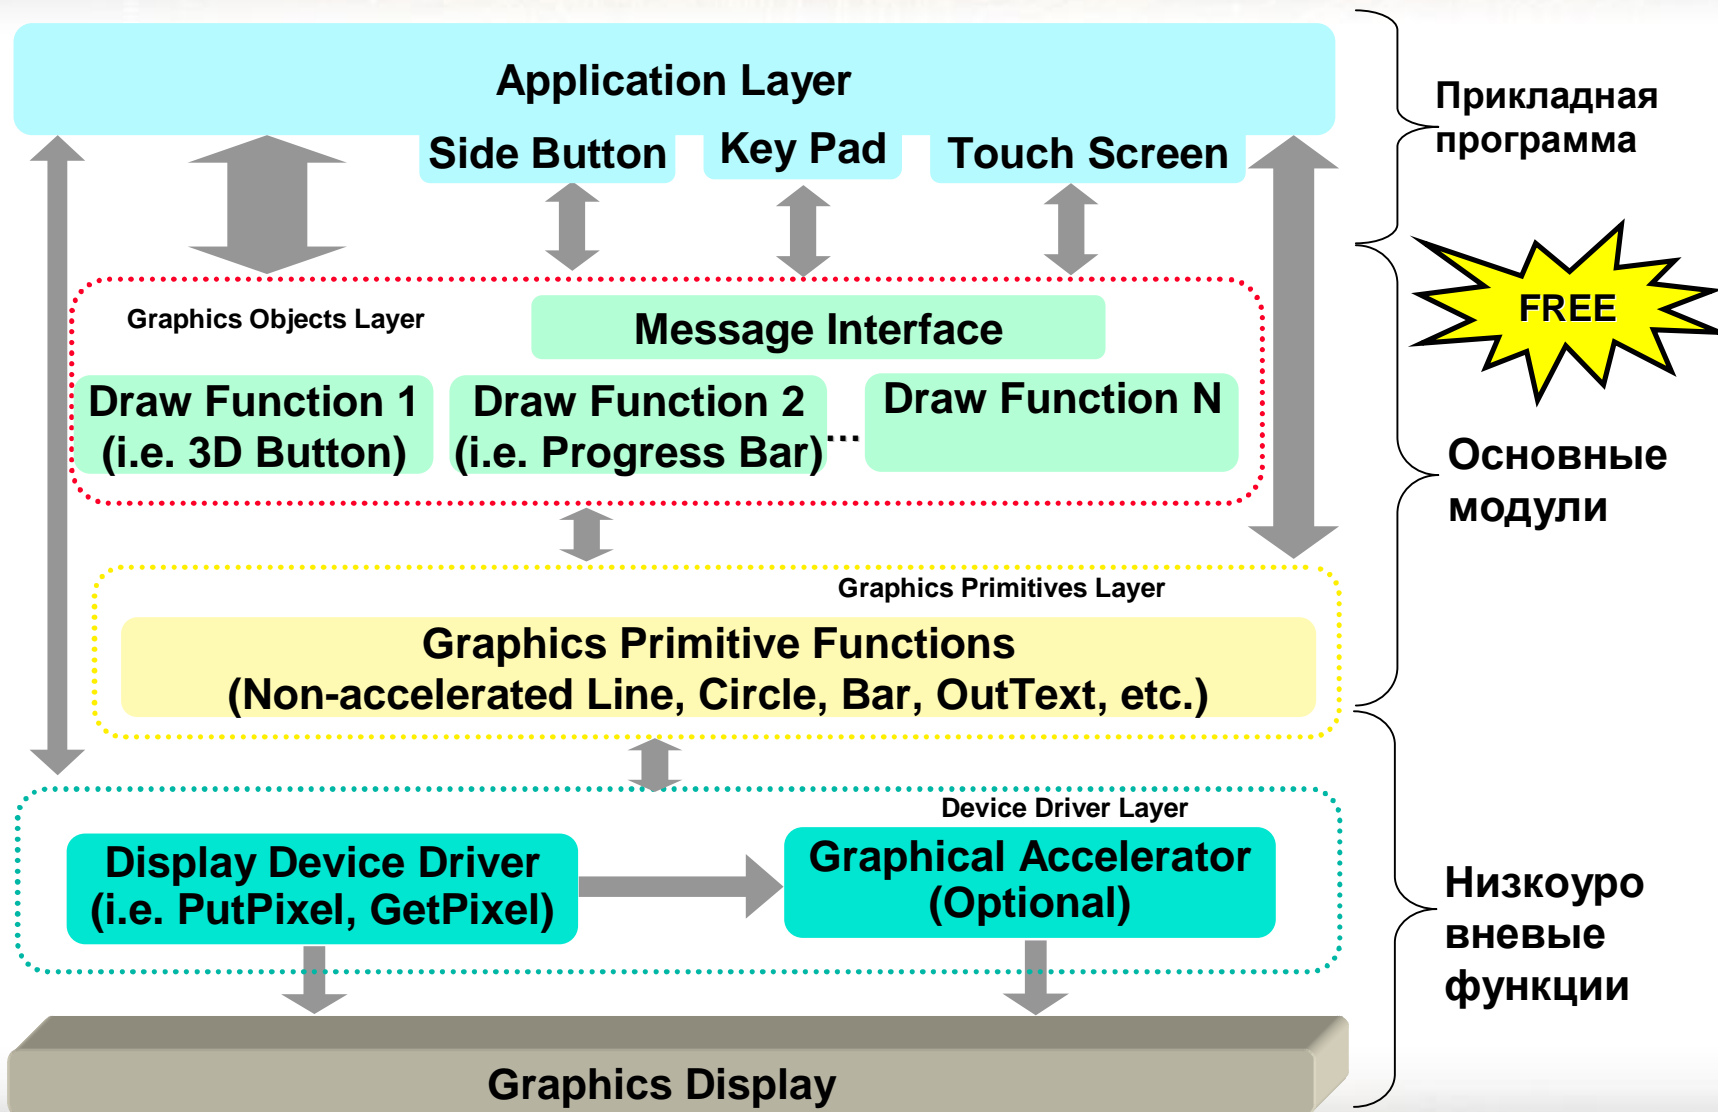 Application Layer
Side Button
Key Pad
Touch Screen
Прикладная
программа
FREE
Graphics Objects Layer
Message Interface
Draw Function 1
(i.e. 3D Button)
Draw Function 2
(i.e. Progress Bar)
...
Draw Function N
Основные
модули
Graphics Primitives Layer
Graphics Primitive Functions
(Non-accelerated Line, Circle, Bar, OutText, etc.)
Device Driver Layer
Display Device Driver
(i.e. PutPixel, GetPixel)
Graphical Accelerator
(Optional)
Низкоуро
вневые
функции
Graphics Display